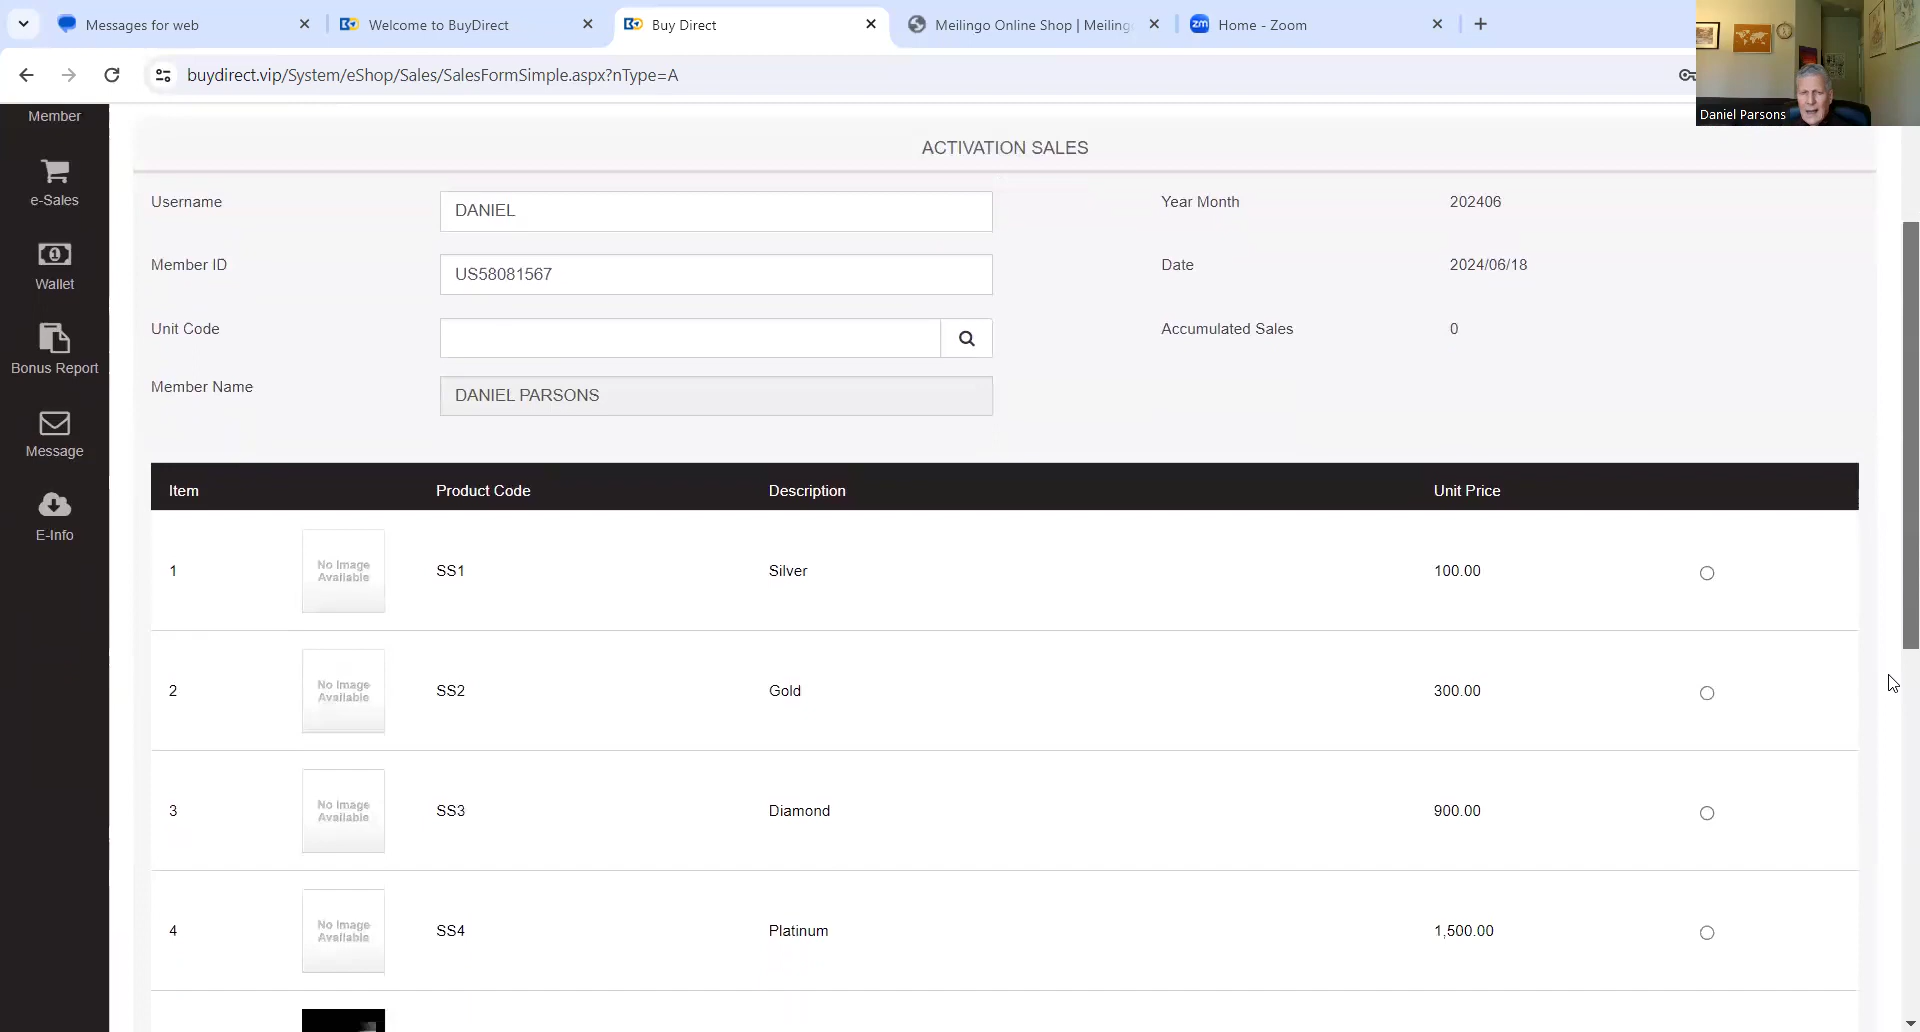 Messages for web
Welcome to BuyDirect
Buy Direct
Meilingo Online Shop | Meiling
Home - Zoom
buydirect.vip/System/eShop/Sales/SalesFormSimple.aspx?nType=A
Daniel Parsons
Member
e-Sales
Wallet
Bonus Report
Message
E-Info
ACTIVATION SALES
Username DANIEL Year Month 202406
Member ID US58081567 Date 2024/06/18
Unit Code Accumulated Sales 0
Member Name DANIEL PARSONS
Item Product Code Description Unit Price
1 No Image Available SS1 Silver 100.00
2 No Image Available SS2 Gold 300.00
3 No Image Available SS3 Diamond 900.00
4 No Image Available SS4 Platinum 1,500.00